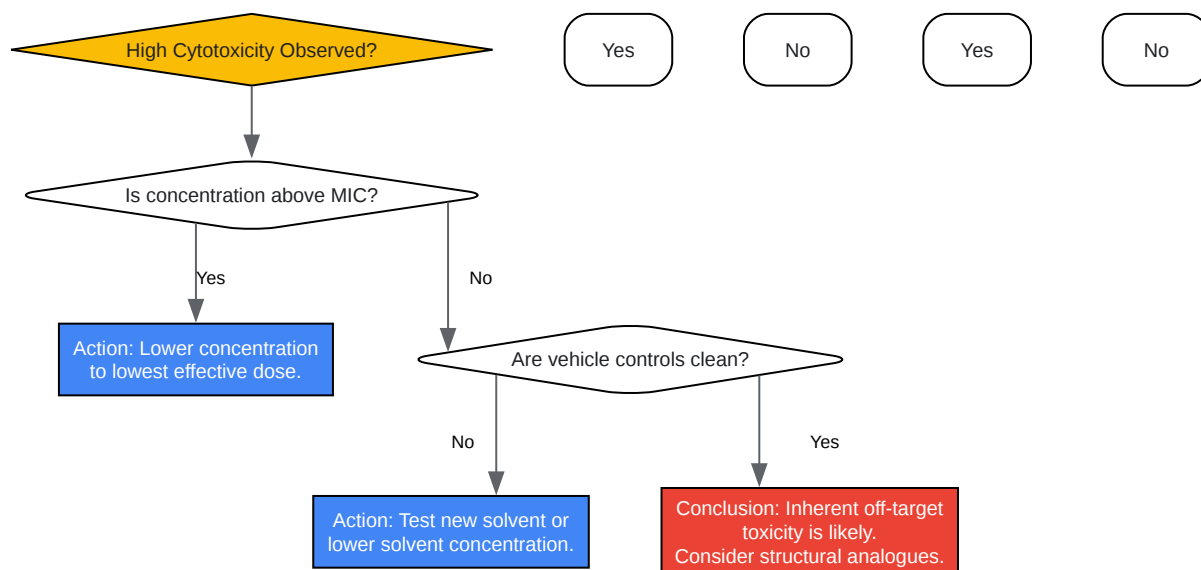 High Cytotoxicity Observed?
Yes
No
Yes
No
Is concentration above MIC?
Yes
No
Action: Lower concentration
to lowest effective dose.
Are vehicle controls clean?
No
Yes
Action: Test new solvent or
lower solvent concentration.
Conclusion: Inherent off-target
toxicity is likely.
Consider structural analogues.